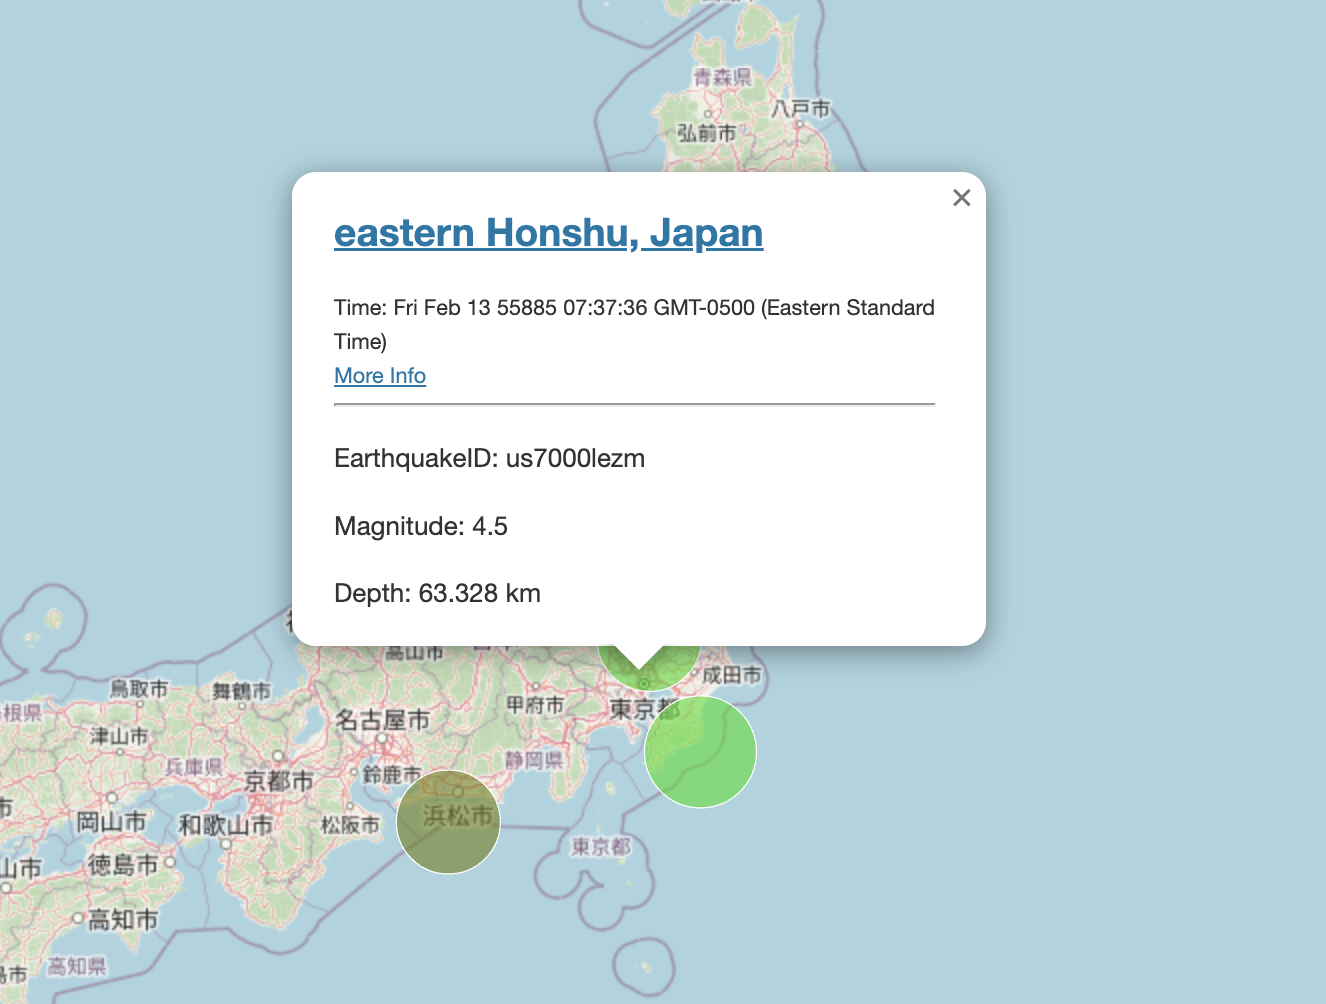 青森県
八戸市
弘前市
×
eastern Honshu, Japan
Time: Fri Feb 13 55885 07:37:36 GMT-0500 (Eastern Standard
Time)
More Info
EarthquakeID: us7000lezm
Magnitude: 4.5
Depth: 63.328 km
高山市
成田市
鳥取市
舞鶴市
甲府市
東京都
根県
名古屋市
津山市
静岡県
兵庫県
京都市
鈴鹿市
市
岡山市
和歌山市
松阪市
浜松市
東京都
山市
徳島市
高知市
高知県
島市